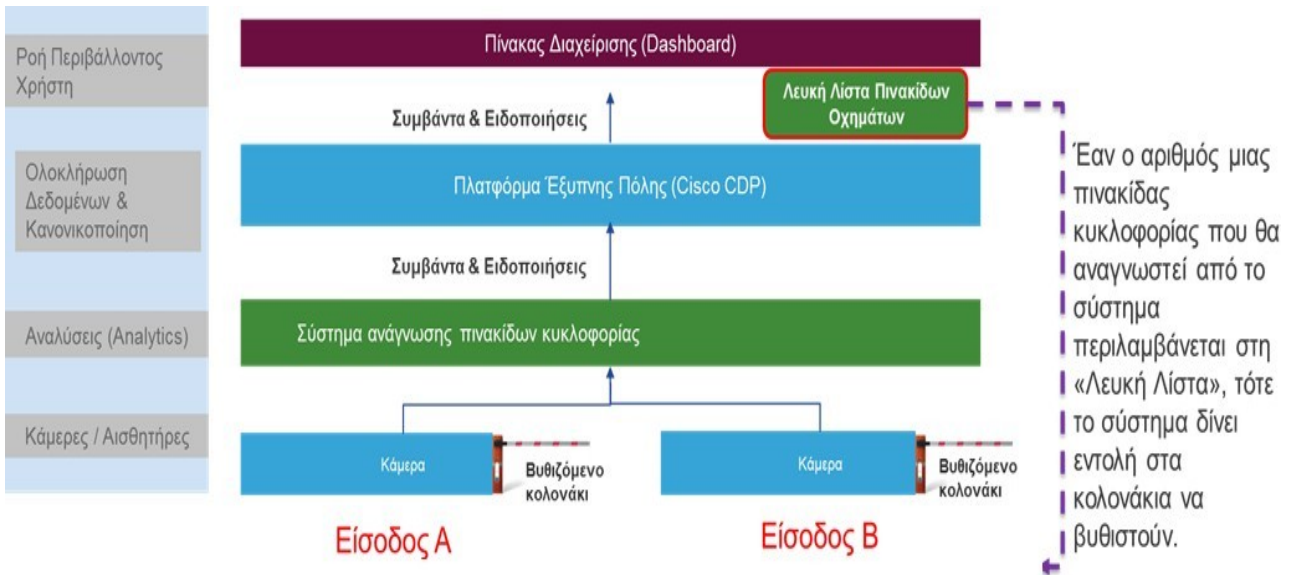 Ροή Περιβάλλοντος
Χρήστη
Πίνακας Διαχείρισης (Dashboard)
Λευκή Λίστα Πινακίδων
Οχημάτων
Συμβάντα & Ειδοποιήσεις
Ολοκλήρωση
Δεδομένων &
Κανονικοποίηση
Πλατφόρμα Έξυπνης Πόλης (Cisco CDP)
Συμβάντα & Ειδοποιήσεις
Αναλύσεις (Analytics)
Σύστημα ανάγνωσης πινακίδων κυκλοφορίας
Κάμερες / Αισθητήρες
Κάμερα
Βυθιζόμενο
κολονάκι
Κάμερα
Βυθιζόμενο
κολονάκι
Είσοδος Α
Είσοδος Β
Έαν ο αριθμός μιας
πινακίδας
κυκλοφορίας που θα
αναγνωστεί από το
σύστημα
περιλαμβάνεται στη
«Λευκή Λίστα», τότε
το σύστημα δίνει
εντολή στα
κολονάκια να
βυθιστούν.